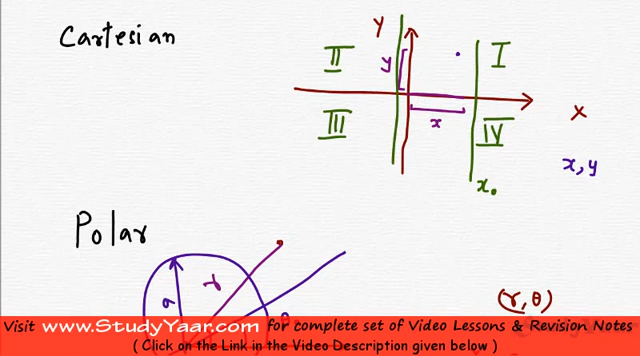 Cartesian
y
II
I
y
x
III
IV
x
x, y
x₀
Polar
r
a
θ₀
(r, θ)
Visit www.StudyYaar.com for complete set of Video Lessons & Revision Notes
( Click on the Link in the Video Description given below )